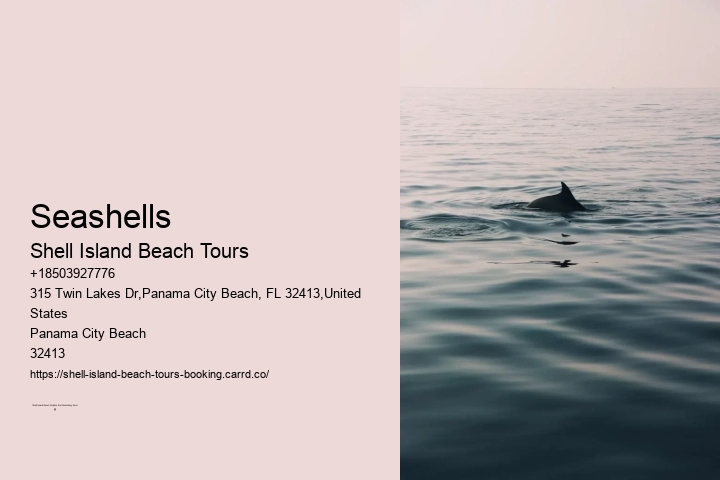 Seashells
Shell Island Beach Tours
+18503927776
315 Twin Lakes Dr,Panama City Beach, FL 32413,United
States
Panama City Beach
32413
https://shell-island-beach-tours-booking.carrd.co/